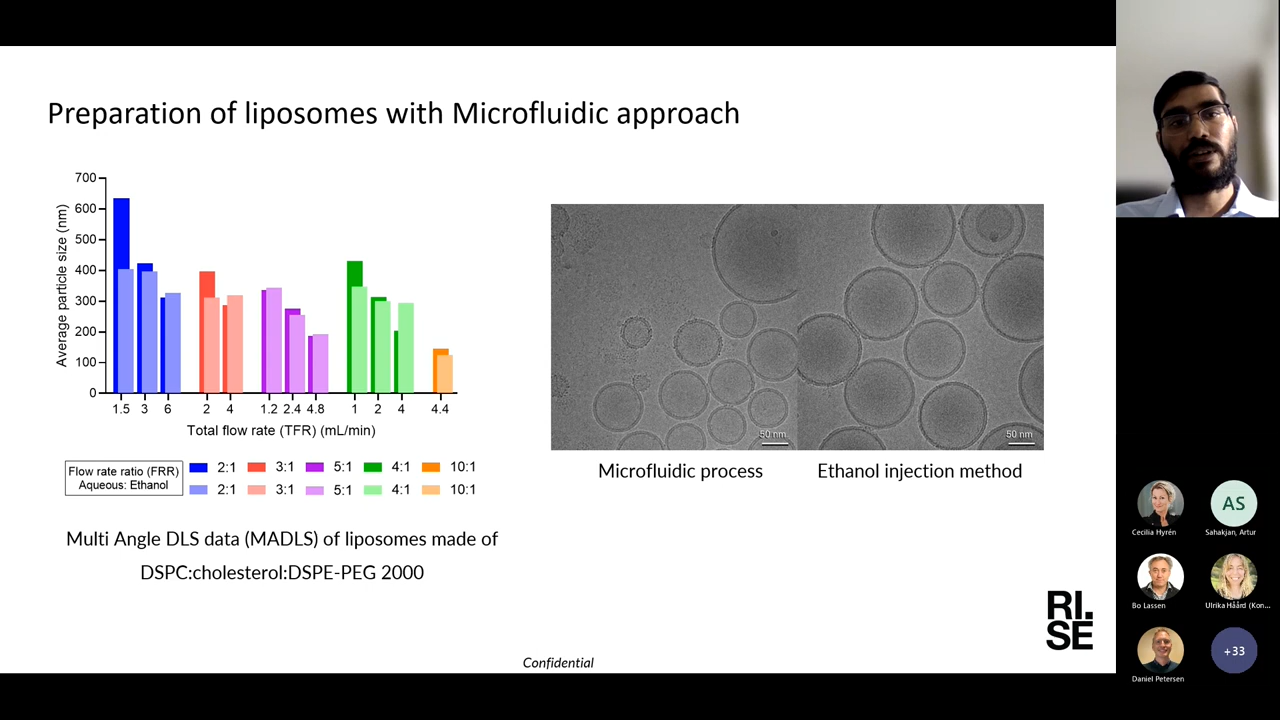 Preparation of liposomes with Microfluidic approach
700
600
500
400
300
200
100
0
Average particle size (nm)
1.5 3 6 2 4 1.2 2.4 4.8 1 2 4 4.4
Total flow rate (TFR) (mL/min)
Flow rate ratio (FRR)
Aqueous: Ethanol
2:1 3:1 5:1 4:1 10:1
2:1 3:1 5:1 4:1 10:1
Multi Angle DLS data (MADLS) of liposomes made of
DSPC:cholesterol:DSPE-PEG 2000
50 nm 50 nm
Microfluidic process Ethanol injection method
RI.
SE
Confidential
AS
Cecilia Hyrén Sahakjan, Artur
Bo Lassen Ulrika Håård (Kon...
Daniel Petersen
+33